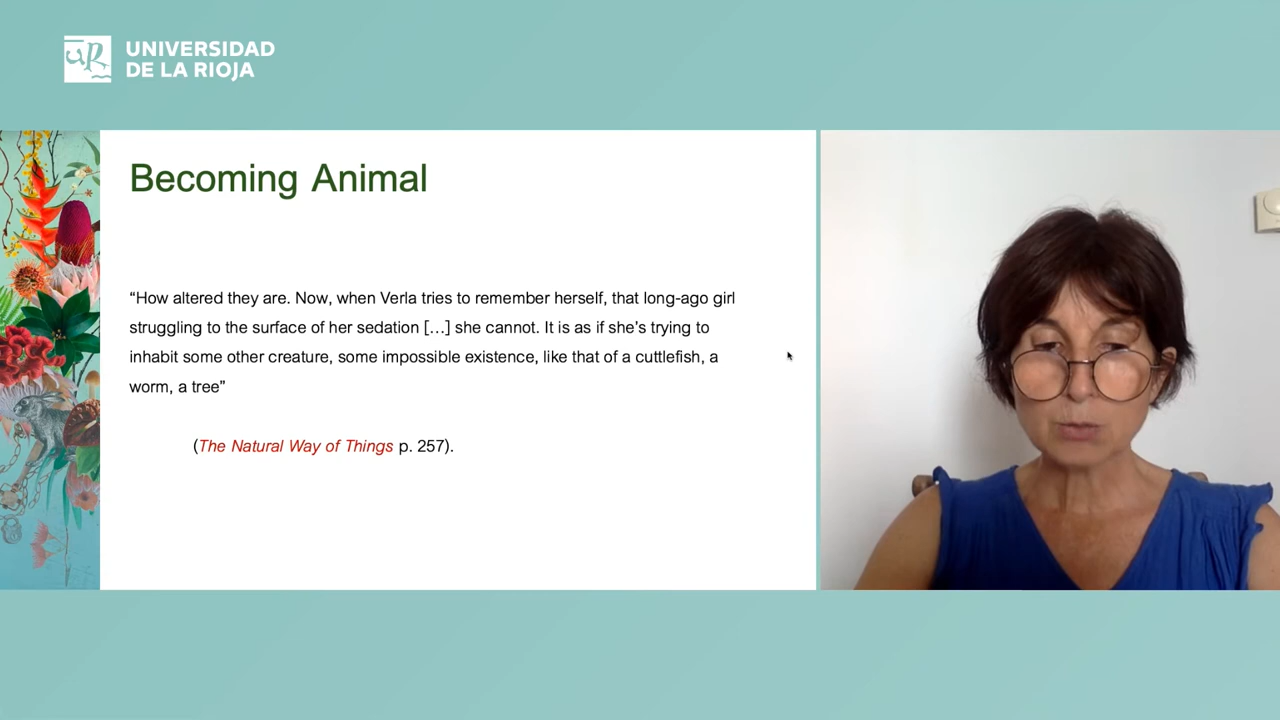 UNIVERSIDAD
DE LA RIOJA
Becoming Animal
“How altered they are. Now, when Verla tries to remember herself, that long-ago girl
struggling to the surface of her sedation […] she cannot. It is as if she’s trying to
inhabit some other creature, some impossible existence, like that of a cuttlefish, a
worm, a tree”
(The Natural Way of Things p. 257).